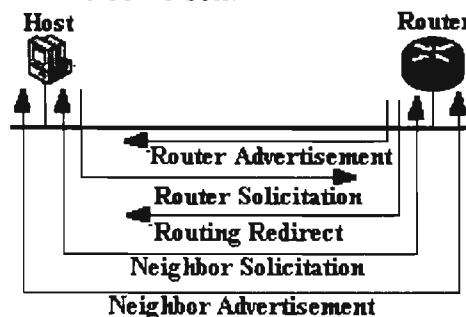 Host
Router
Router Advertisement
Router Solicitation
Routing Redirect
Neighbor Solicitation
Neighbor Advertisement